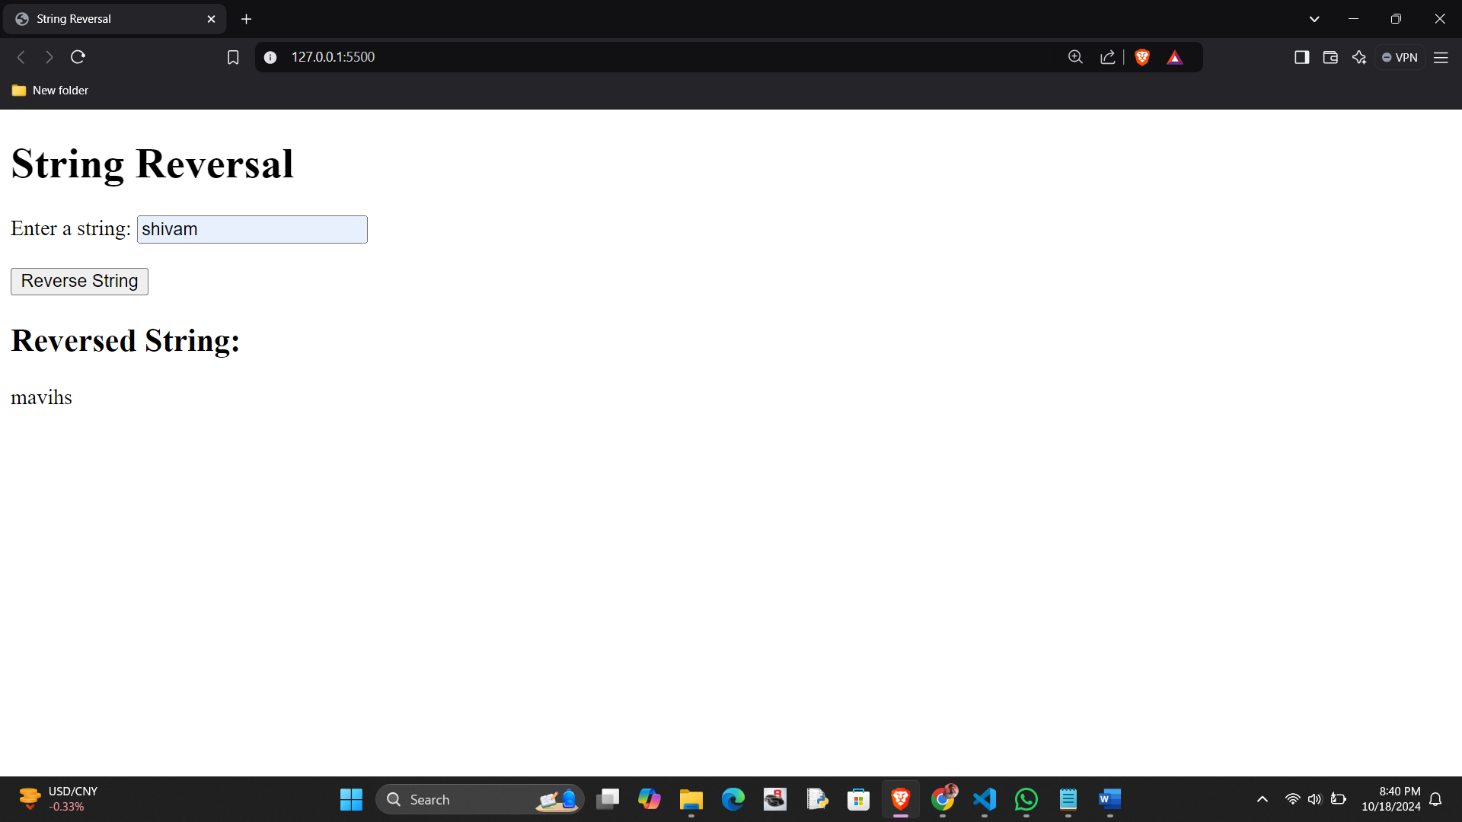 String Reversal
127.0.0.1:5500
VPN
New folder
String Reversal
Enter a string: shivam
Reverse String
Reversed String:
mavihs
USD/CNY
-0.33%
Search
8:40 PM
10/18/2024